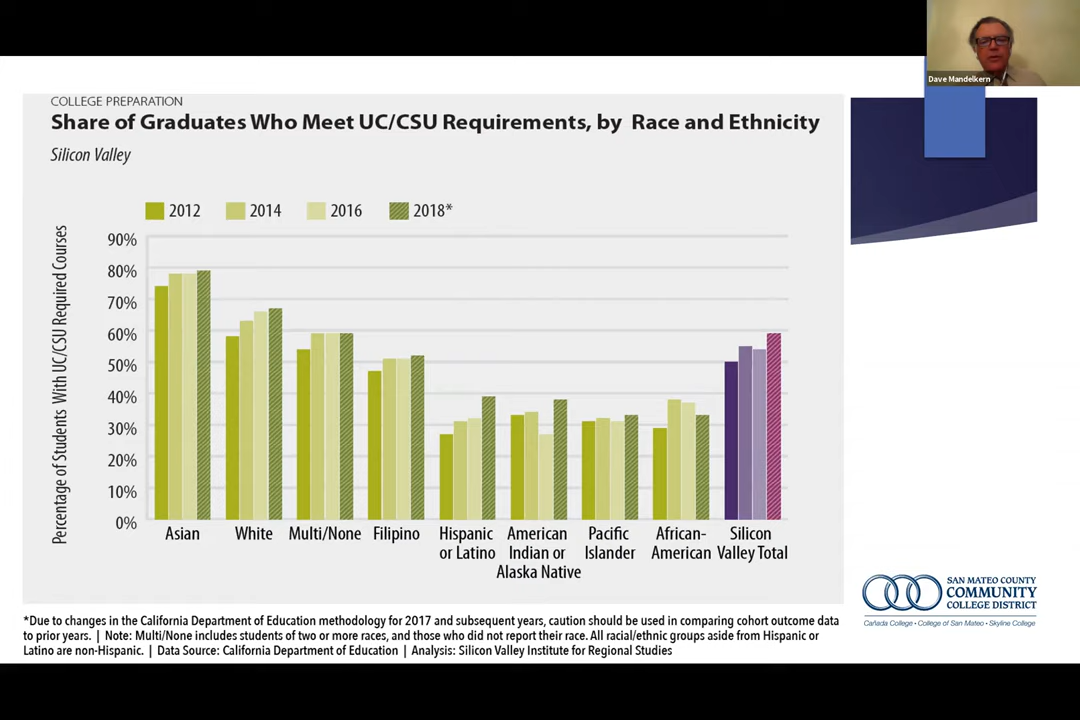 Dave Mandelkern
COLLEGE PREPARATION
Share of Graduates Who Meet UC/CSU Requirements, by Race and Ethnicity
Silicon Valley
2012 2014 2016 2018*
Percentage of Students With UC/CSU Required Courses
90%
80%
70%
60%
50%
40%
30%
20%
10%
0%
Asian
White
Multi/None
Filipino
Hispanic
or Latino
American
Indian or
Alaska Native
Pacific
Islander
African-
American
Silicon
Valley Total
SAN MATEO COUNTY
COMMUNITY
COLLEGE DISTRICT
Cañada College • College of San Mateo • Skyline College
*Due to changes in the California Department of Education methodology for 2017 and subsequent years, caution should be used in comparing cohort outcome data
to prior years. | Note: Multi/None includes students of two or more races, and those who did not report their race. All racial/ethnic groups aside from Hispanic or
Latino are non-Hispanic. | Data Source: California Department of Education | Analysis: Silicon Valley Institute for Regional Studies